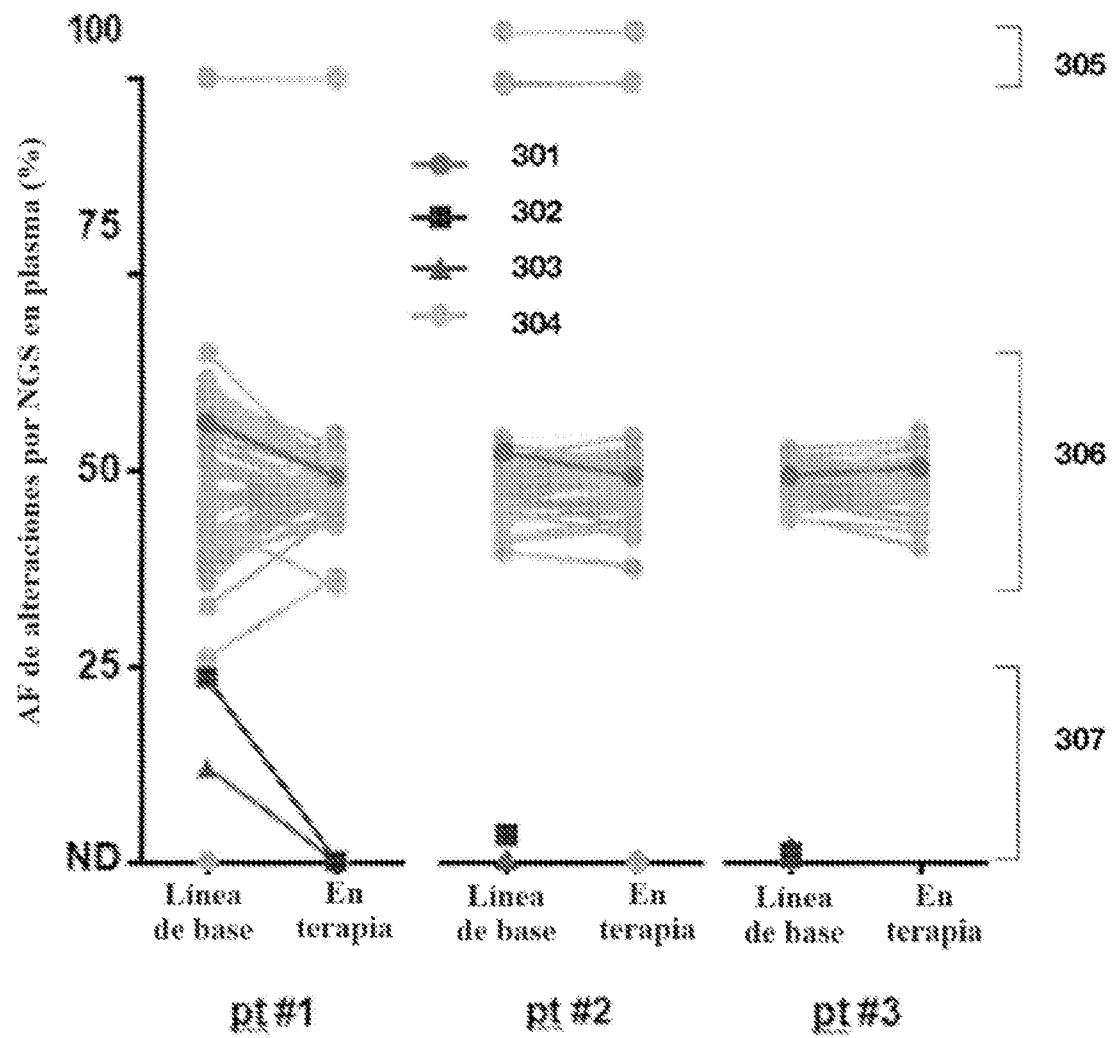 AF de alteraciones por NGS en plasma (%)
100
75
50
25
ND
301
302
303
304
305
306
307
Línea de base
En terapia
Línea de base
En terapia
Línea de base
En terapia
pt #1
pt #2
pt #3